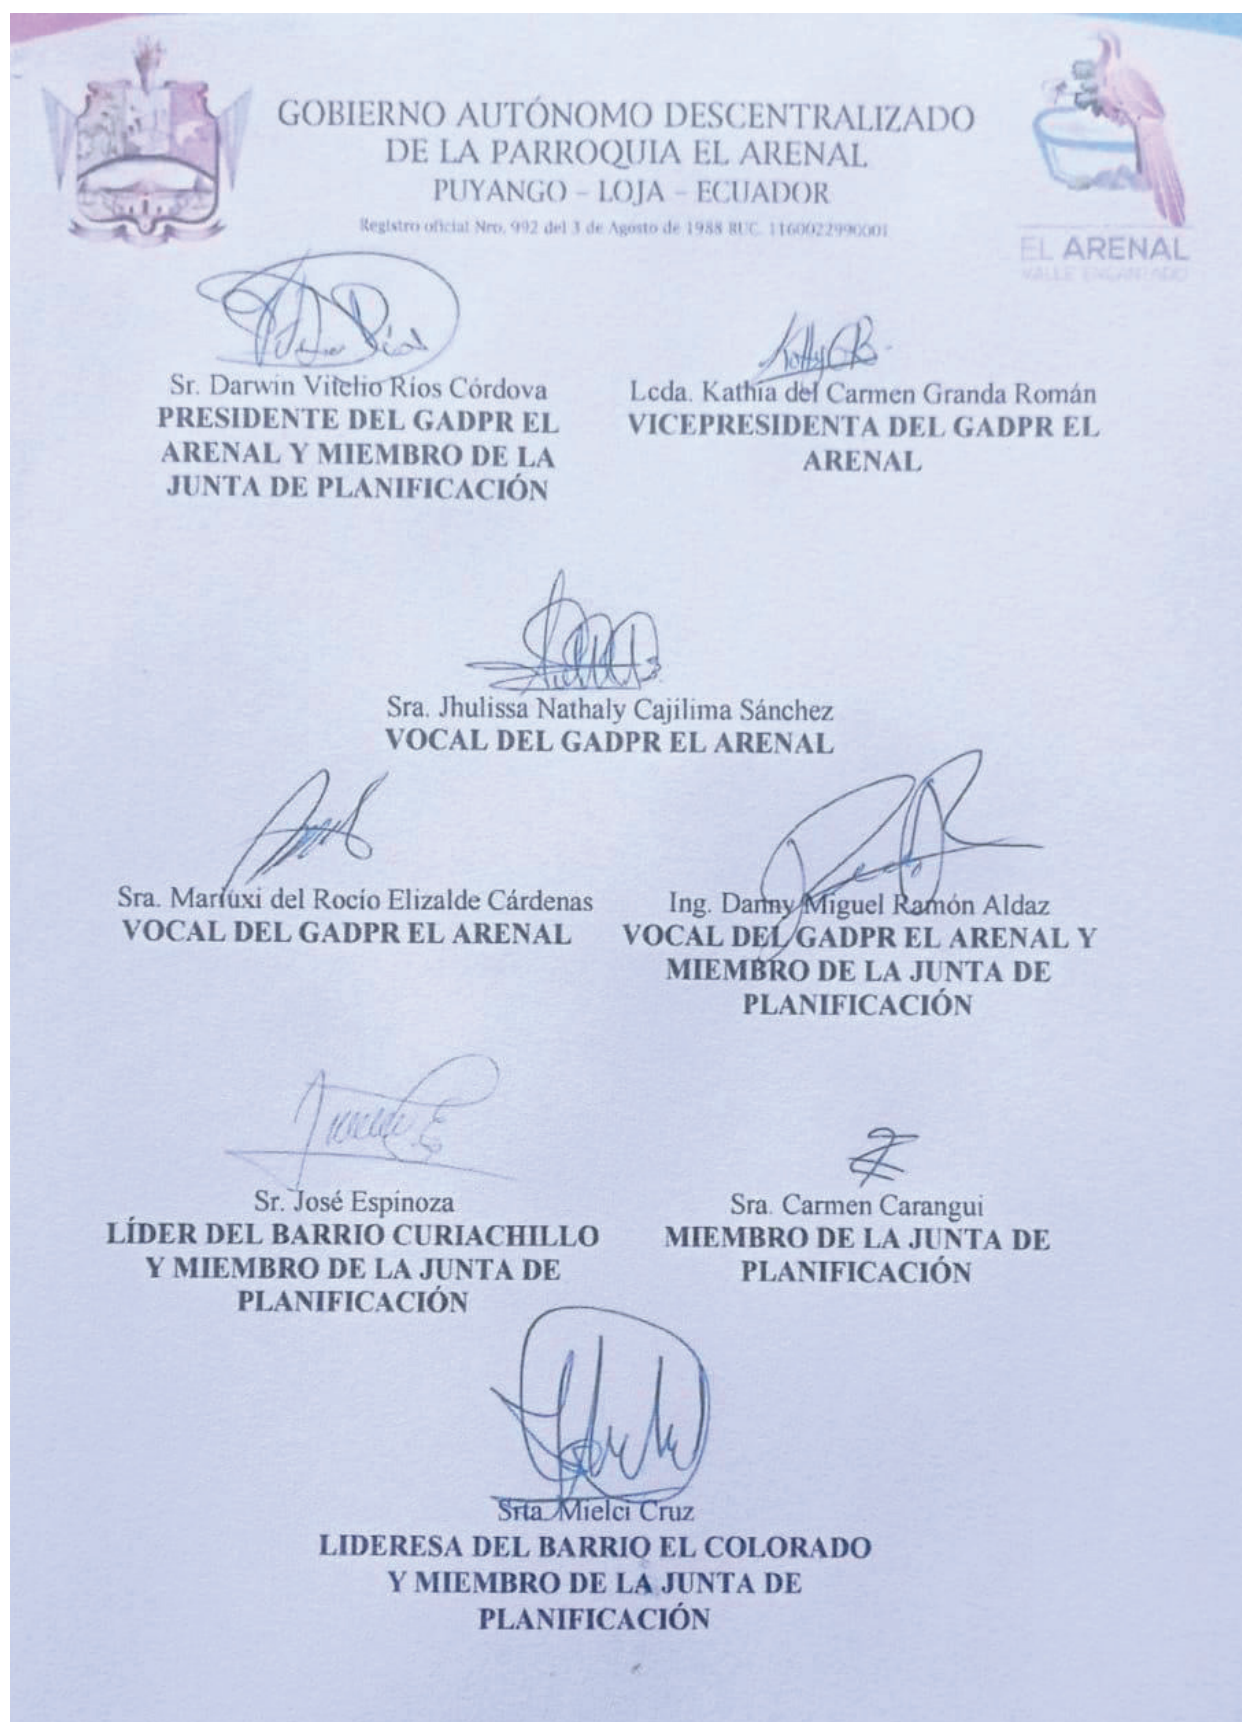 GOBIERNO AUTÓNOMO DESCENTRALIZADO
DE LA PARROQUIA EL ARENAL
PUYANGO - LOJA - ECUADOR
Registro oficial Nro. 992 del 3 de Agosto de 1988 RUC. 1160022990001
EL ARENAL
VALLE ENCANTADO
Sr. Darwin Vitelio Ríos Córdova
PRESIDENTE DEL GADPR EL
ARENAL Y MIEMBRO DE LA
JUNTA DE PLANIFICACIÓN
Lcda. Kathia del Carmen Granda Román
VICEPRESIDENTA DEL GADPR EL
ARENAL
Sra. Jhulissa Nathaly Cajilima Sánchez
VOCAL DEL GADPR EL ARENAL
Sra. Mariuxi del Rocío Elizalde Cárdenas
VOCAL DEL GADPR EL ARENAL
Ing. Danny Miguel Ramón Aldaz
VOCAL DEL GADPR EL ARENAL Y
MIEMBRO DE LA JUNTA DE
PLANIFICACIÓN
Sr. José Espinoza
LÍDER DEL BARRIO CURIACHILLO
Y MIEMBRO DE LA JUNTA DE
PLANIFICACIÓN
Sra. Carmen Carangui
MIEMBRO DE LA JUNTA DE
PLANIFICACIÓN
Srta. Mielci Cruz
LIDERESA DEL BARRIO EL COLORADO
Y MIEMBRO DE LA JUNTA DE
PLANIFICACIÓN